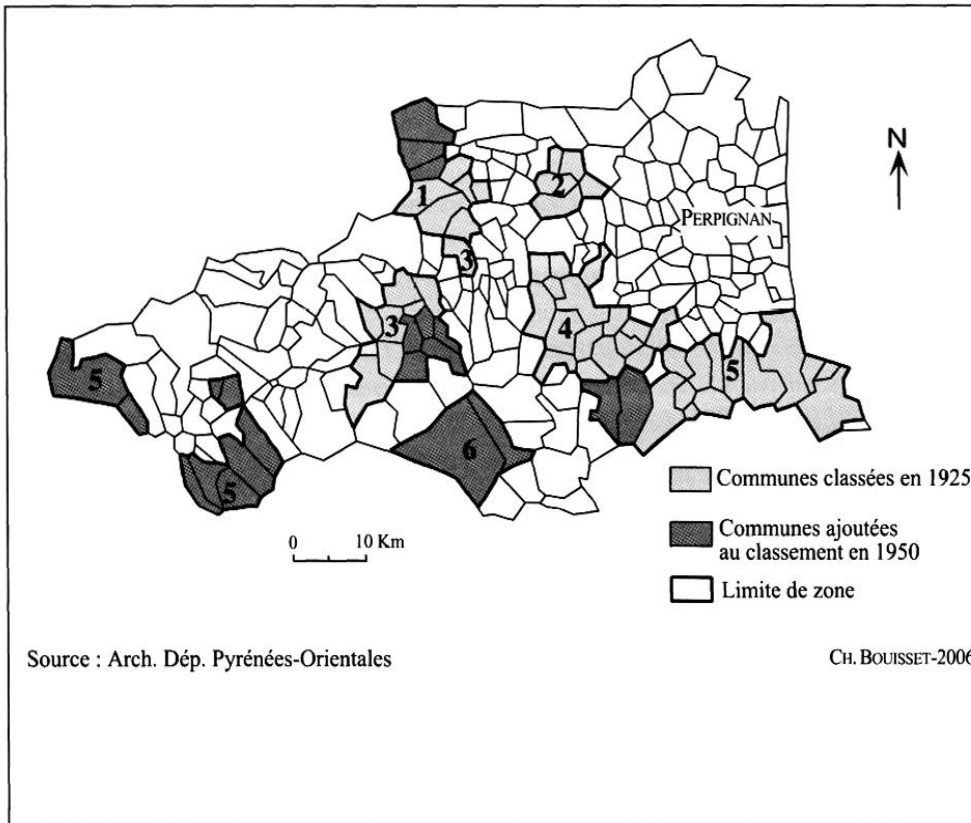 N
1
2
PERPIGNAN
3
3
4
5
5
6
5
0 10 Km
Communes classées en 1925
Communes ajoutées
au classement en 1950
Limite de zone
Source : Arch. Dép. Pyrénées-Orientales
CH. BOUISSET-2006